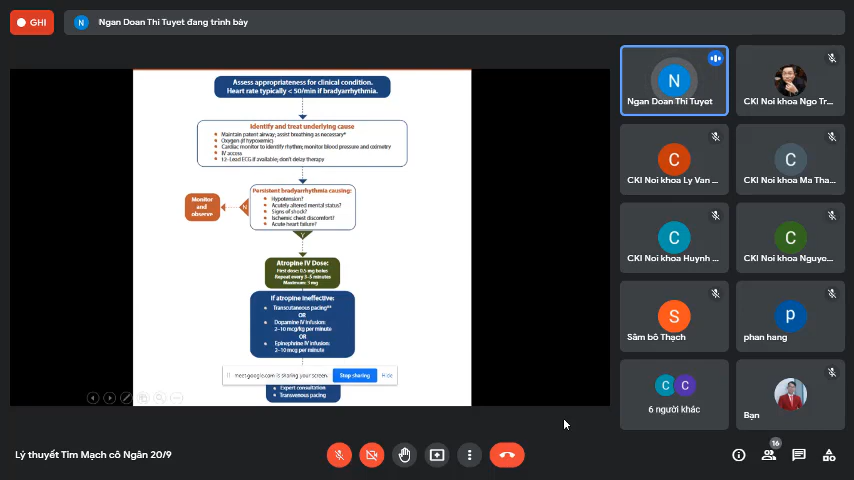 GHI
N
Ngan Doan Thi Tuyet đang trình bày
Assess appropriateness for clinical condition.
Heart rate typically < 50/min if bradyarrhythmia.
Identify and treat underlying cause
Maintain patent airway; assist breathing as necessary*
Oxygen (if hypoxemic)
Cardiac monitor to identify rhythm; monitor blood pressure and oximetry
IV access
12-Lead ECG if available; don't delay therapy
Persistent bradyarrhythmia causing:
Hypotension?
Acutely altered mental status?
Signs of shock?
Ischemic chest discomfort?
Acute heart failure?
N
Monitor
and
observe
Y
Atropine IV Dose:
First dose: 0.5 mg bolus
Repeat every 3–5 minutes
Maximum: 3 mg
If atropine ineffective:
Transcutaneous pacing**
OR
Dopamine IV infusion:
2–10 mcg/kg per minute
OR
Epinephrine IV infusion:
2–10 mcg per minute
meet.google.com is sharing your screen.
Stop sharing
Hide
Expert consultation
Transvenous pacing
N
Ngan Doan Thi Tuyet
CKI Noi khoa Ngo Tr...
C
CKI Noi khoa Ly Van ...
C
CKI Noi khoa Ma Tha...
C
CKI Noi khoa Huynh ...
C
CKI Noi khoa Nguye...
S
Sâm bô Thạch
p
phan hang
C
C
6 người khác
Bạn
Lý thuyết Tim Mạch cô Ngân 20/9
16